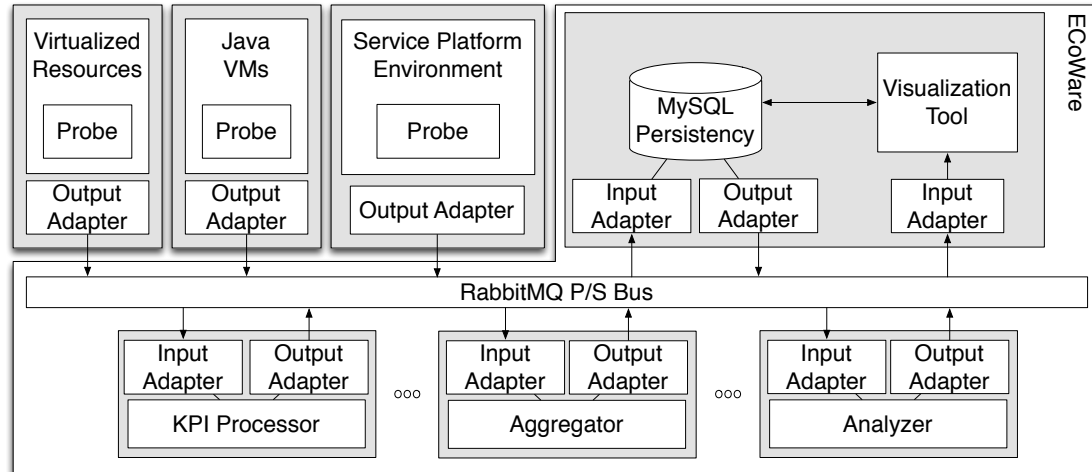 Virtualized
Resources
Probe
Output
Adapter
Java
VMs
Probe
Output
Adapter
Service Platform
Environment
Probe
Output Adapter
ECoWare
MySQL
Persistency
Visualization
Tool
Input
Adapter
Output
Adapter
Input
Adapter
RabbitMQ P/S Bus
Input
Adapter
Output
Adapter
KPI Processor
Input
Adapter
Output
Adapter
Aggregator
Input
Adapter
Output
Adapter
Analyzer